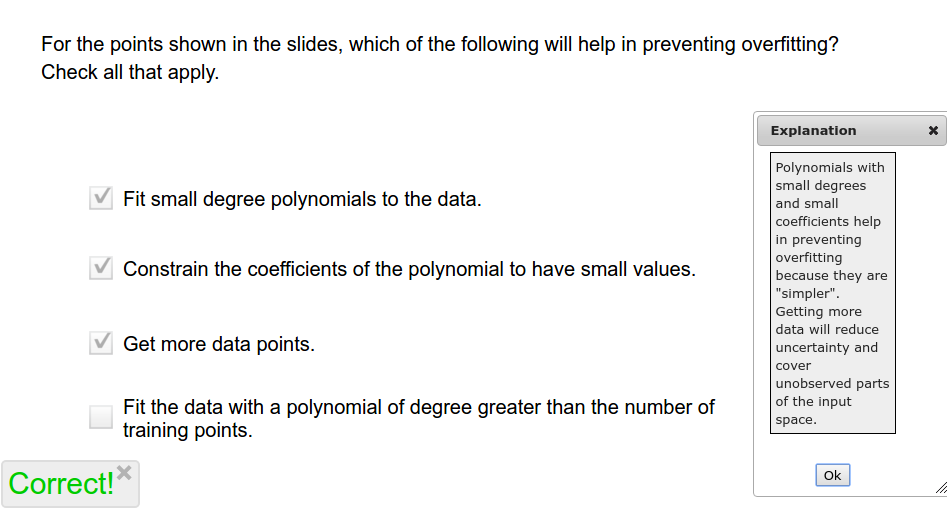 For the points shown in the slides, which of the following will help in preventing overfitting?
Check all that apply.
Fit small degree polynomials to the data.
Constrain the coefficients of the polynomial to have small values.
Get more data points.
Fit the data with a polynomial of degree greater than the number of
training points.
Correct!
Explanation
Polynomials with
small degrees
and small
coefficients help
in preventing
overfitting
because they are
"simpler".
Getting more
data will reduce
uncertainty and
cover
unobserved parts
of the input
space.
Ok